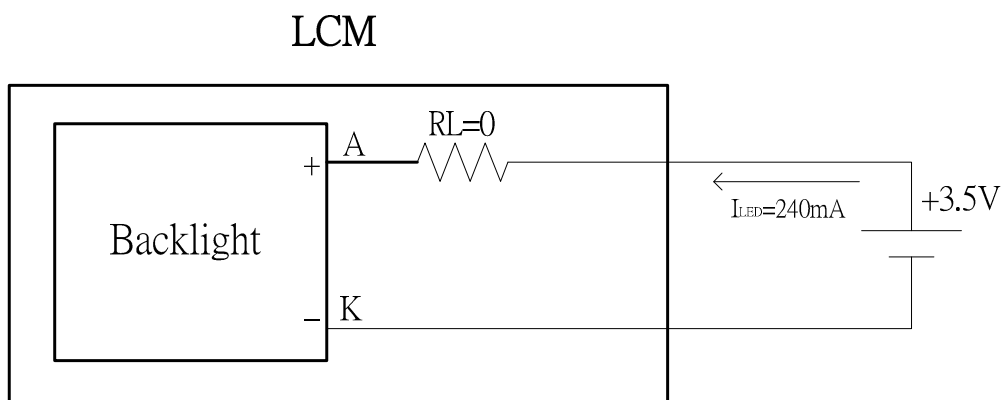 LCM
RL=0
A
+
+3.5V
ILED=240mA
Backlight
K
−